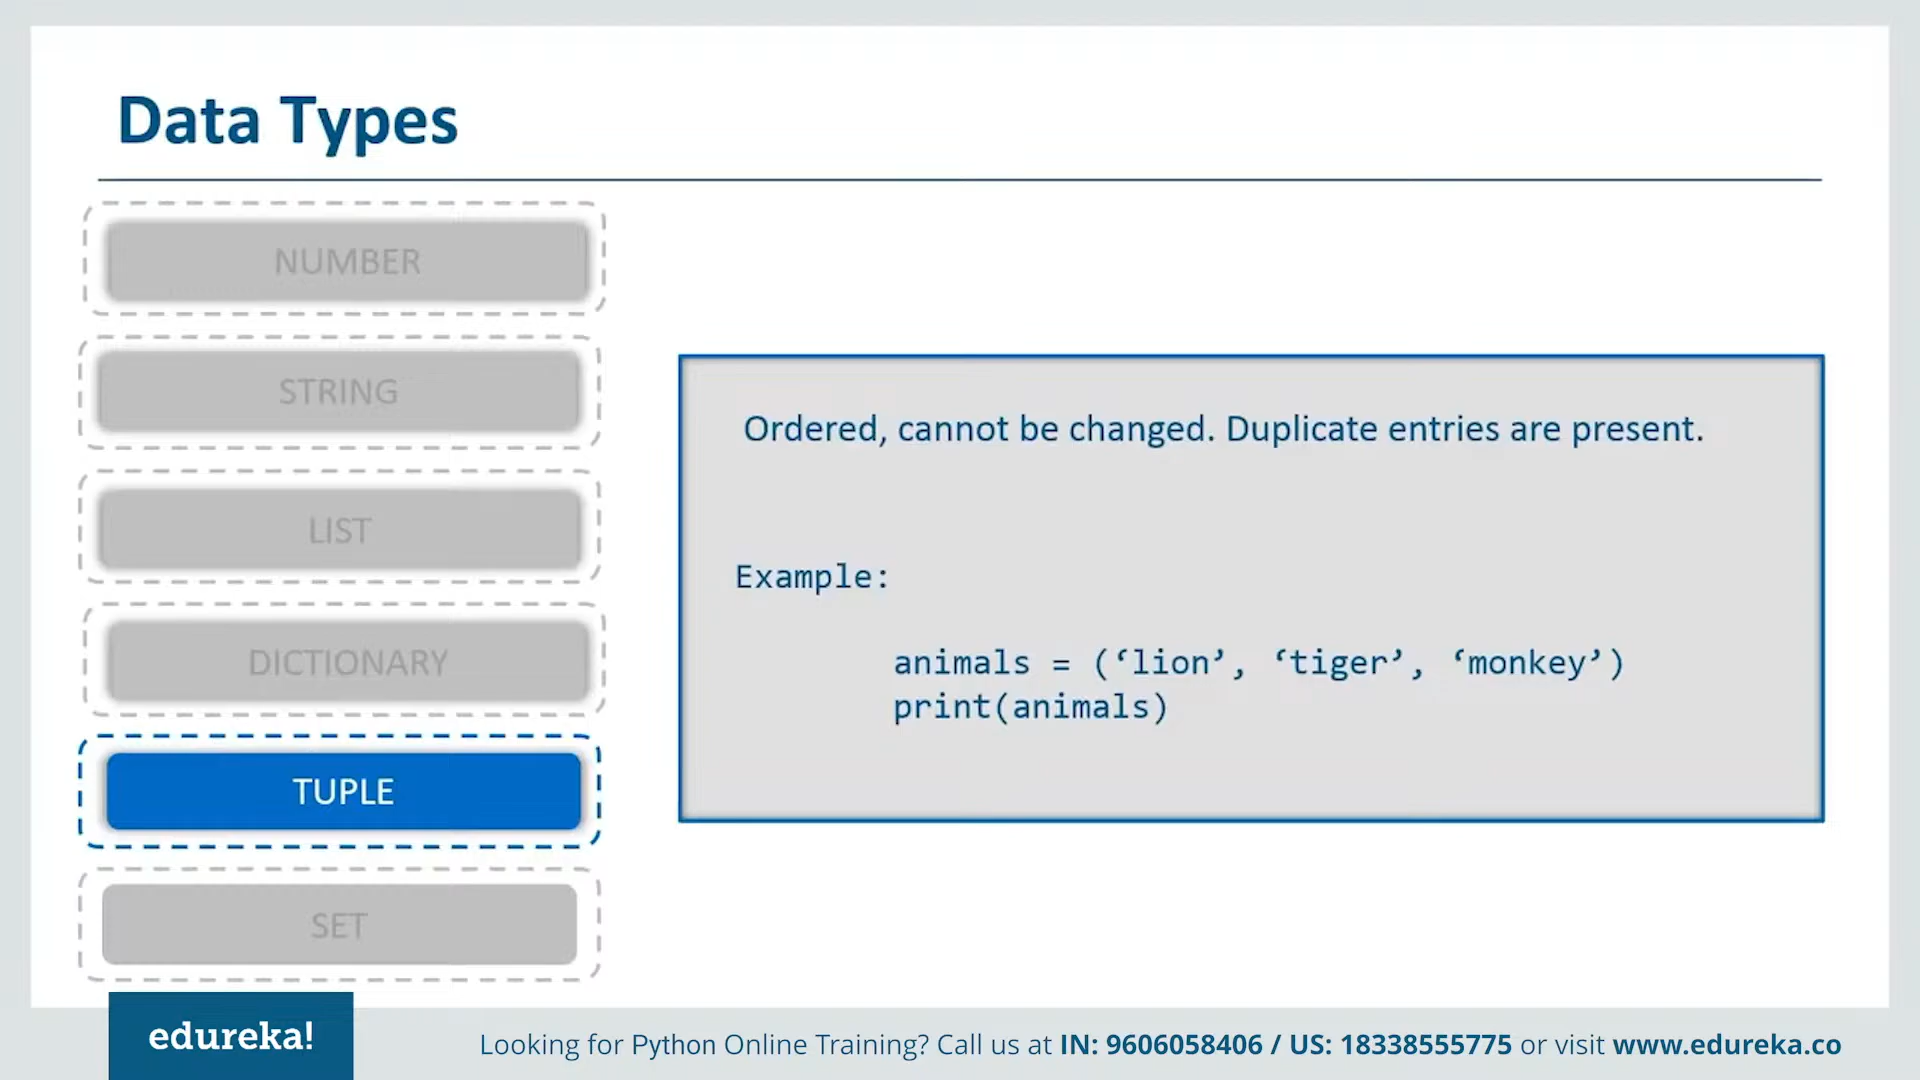 Data Types
NUMBER
STRING
LIST
DICTIONARY
TUPLE
SET
Ordered, cannot be changed. Duplicate entries are present.
Example:
animals = (‘lion’, ‘tiger’, ‘monkey’)
print(animals)
edureka!
Looking for Python Online Training? Call us at IN: 9606058406 / US: 18338555775 or visit www.edureka.co